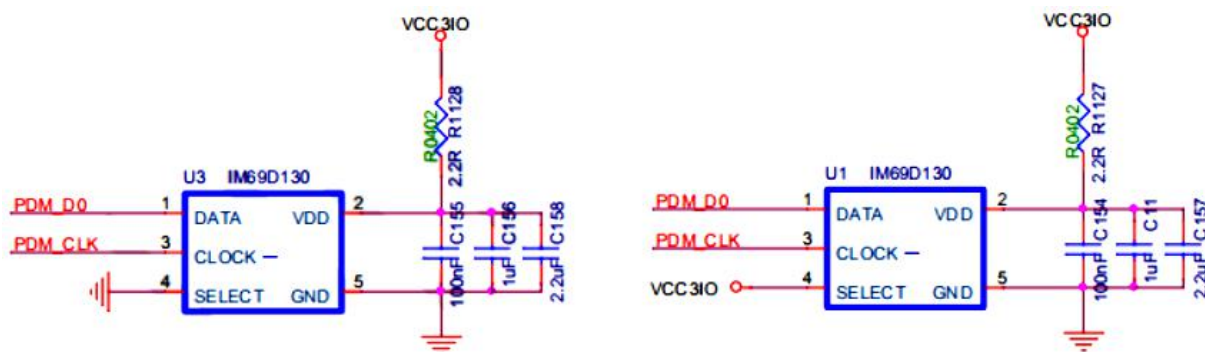 VCC3IO
R0402
2.2R R1128
U3 IM69D130
PDM_D0
1
DATA
VDD
2
PDM_CLK
3
CLOCK
4
SELECT
GND
5
100nF C155
1uF C156
2.2uF C158
VCC3IO
R0402
2.2R R1127
U1 IM69D130
PDM_D0
1
DATA
VDD
2
PDM_CLK
3
CLOCK
VCC3IO
4
SELECT
GND
5
100nF C154
1uF C11
2.2uF C157